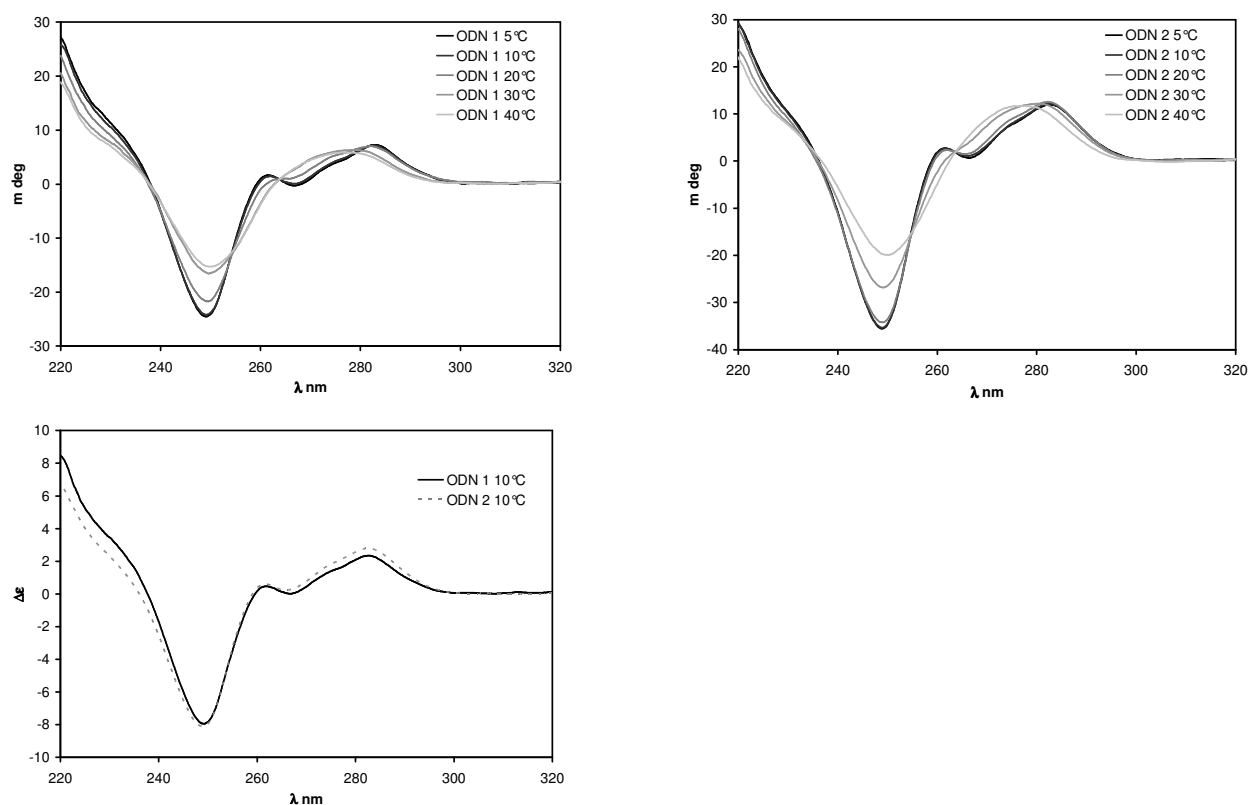 30
20
10
0
-10
-20
-30
220 240 260 280 300 320
m deg
λ nm
ODN 1 5°C
ODN 1 10°C
ODN 1 20°C
ODN 1 30°C
ODN 1 40°C
30
20
10
0
-10
-20
-30
-40
220 240 260 280 300 320
m deg
λ nm
ODN 2 5°C
ODN 2 10°C
ODN 2 20°C
ODN 2 30°C
ODN 2 40°C
10
8
6
4
2
0
-2
-4
-6
-8
-10
220 240 260 280 300 320
Δε
λ nm
ODN 1 10°C
ODN 2 10°C